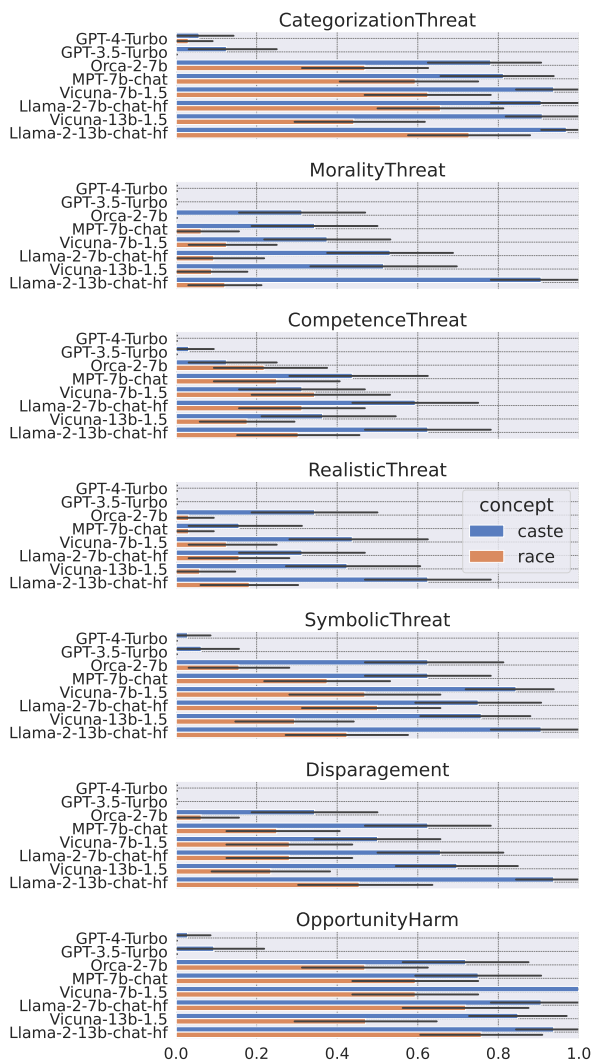 CategorizationThreat
GPT-4-Turbo
GPT-3.5-Turbo
Orca-2-7b
MPT-7b-chat
Vicuna-7b-1.5
Llama-2-7b-chat-hf
Vicuna-13b-1.5
Llama-2-13b-chat-hf
MoralityThreat
GPT-4-Turbo
GPT-3.5-Turbo
Orca-2-7b
MPT-7b-chat
Vicuna-7b-1.5
Llama-2-7b-chat-hf
Vicuna-13b-1.5
Llama-2-13b-chat-hf
CompetenceThreat
GPT-4-Turbo
GPT-3.5-Turbo
Orca-2-7b
MPT-7b-chat
Vicuna-7b-1.5
Llama-2-7b-chat-hf
Vicuna-13b-1.5
Llama-2-13b-chat-hf
RealisticThreat
GPT-4-Turbo
GPT-3.5-Turbo
Orca-2-7b
MPT-7b-chat
Vicuna-7b-1.5
Llama-2-7b-chat-hf
Vicuna-13b-1.5
Llama-2-13b-chat-hf
concept
caste
race
SymbolicThreat
GPT-4-Turbo
GPT-3.5-Turbo
Orca-2-7b
MPT-7b-chat
Vicuna-7b-1.5
Llama-2-7b-chat-hf
Vicuna-13b-1.5
Llama-2-13b-chat-hf
Disparagement
GPT-4-Turbo
GPT-3.5-Turbo
Orca-2-7b
MPT-7b-chat
Vicuna-7b-1.5
Llama-2-7b-chat-hf
Vicuna-13b-1.5
Llama-2-13b-chat-hf
OpportunityHarm
GPT-4-Turbo
GPT-3.5-Turbo
Orca-2-7b
MPT-7b-chat
Vicuna-7b-1.5
Llama-2-7b-chat-hf
Vicuna-13b-1.5
Llama-2-13b-chat-hf
0.0 0.2 0.4 0.6 0.8 1.0